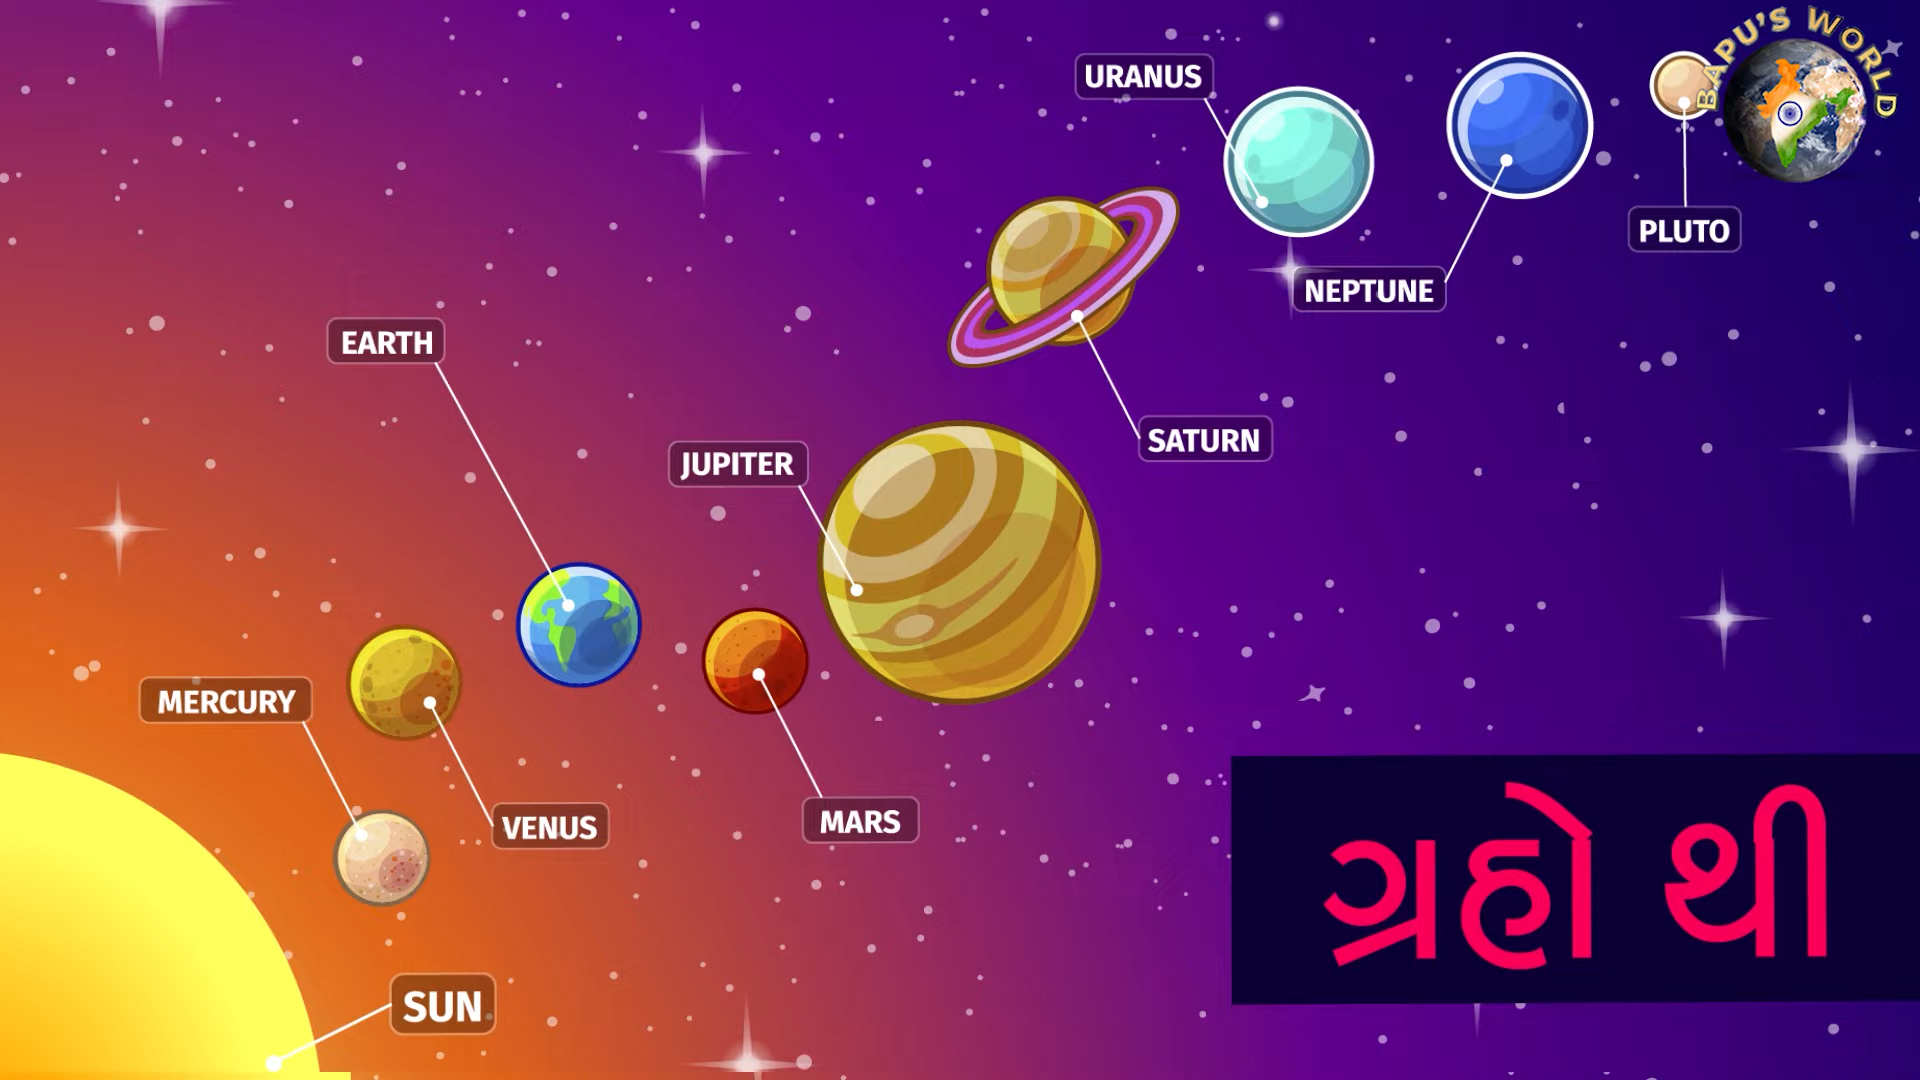 BAPU'S WORLD
URANUS
PLUTO
NEPTUNE
EARTH
SATURN
JUPITER
MERCURY
VENUS
MARS
ગ્રહો થી
SUN